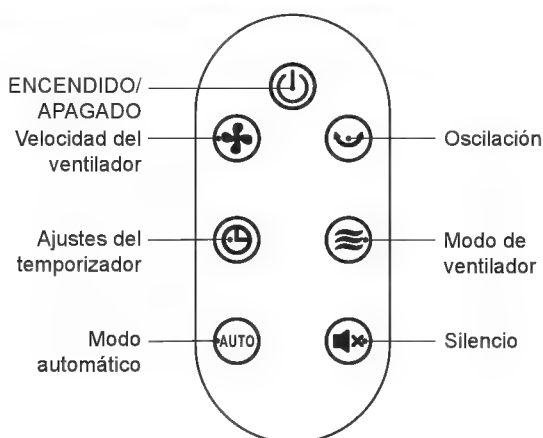 ENCENDIDO/
APAGADO
Velocidad del
ventilador
Oscilación
Ajustes del
temporizador
Modo de
ventilador
Modo
automático
AUTO
Silencio